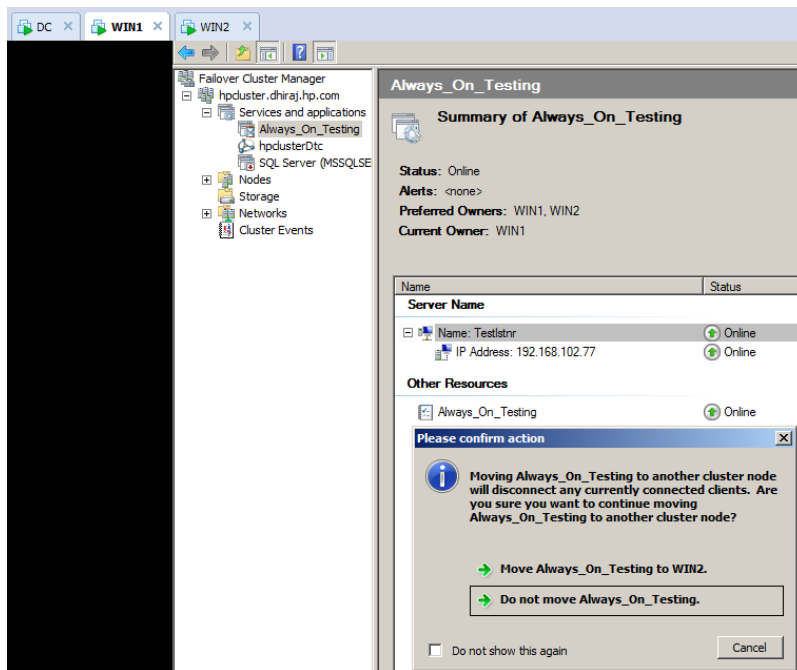 DC
WIN1
WIN2
Failover Cluster Manager
hpcluster.dhiraj.hp.com
Services and applications
Always_On_Testing
hpclusterDtc
SQL Server (MSSQLSE
Nodes
Storage
Networks
Cluster Events
Always_On_Testing
Summary of Always_On_Testing
Status: Online
Alerts: <none>
Preferred Owners: WIN1, WIN2
Current Owner: WIN1
Name Status
Server Name
Name: Testlstnr Online
IP Address: 192.168.102.77 Online
Other Resources
Always_On_Testing Online
Please confirm action
Moving Always_On_Testing to another cluster node
will disconnect any currently connected clients. Are
you sure you want to continue moving
Always_On_Testing to another cluster node?
Move Always_On_Testing to WIN2.
Do not move Always_On_Testing.
Do not show this again
Cancel